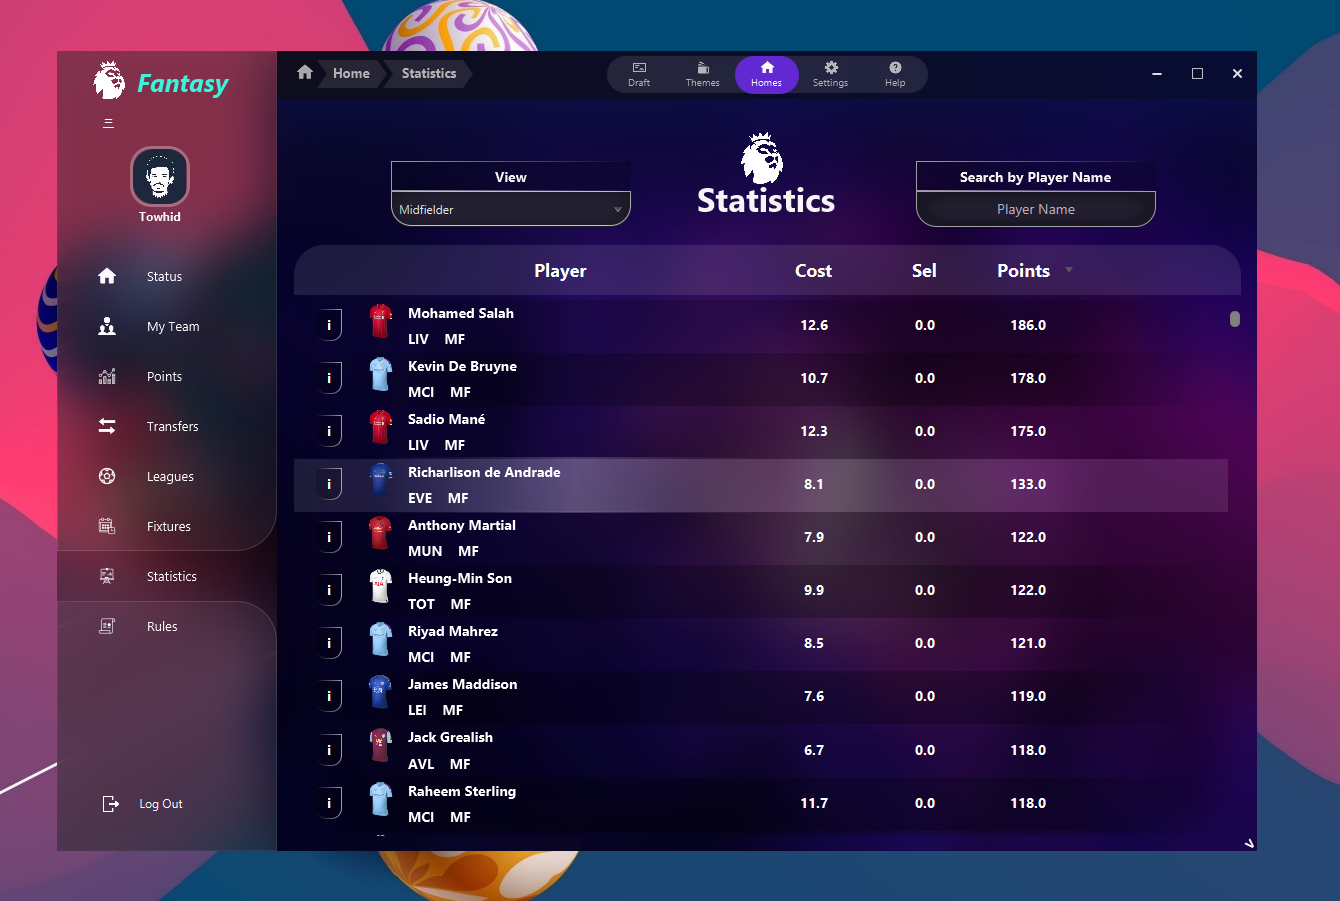 Fantasy
Towhid
Status
My Team
Points
Transfers
Leagues
Fixtures
Statistics
Rules
Log Out
Home
Statistics
Draft
Themes
Homes
Settings
Help
View
Midfielder
Statistics
Search by Player Name
Player Name
Player Cost Sel Points
i Mohamed Salah
LIV MF 12.6 0.0 186.0
i Kevin De Bruyne
MCI MF 10.7 0.0 178.0
i Sadio Mané
LIV MF 12.3 0.0 175.0
i Richarlison de Andrade
EVE MF 8.1 0.0 133.0
i Anthony Martial
MUN MF 7.9 0.0 122.0
i Heung-Min Son
TOT MF 9.9 0.0 122.0
i Riyad Mahrez
MCI MF 8.5 0.0 121.0
i James Maddison
LEI MF 7.6 0.0 119.0
i Jack Grealish
AVL MF 6.7 0.0 118.0
i Raheem Sterling
MCI MF 11.7 0.0 118.0